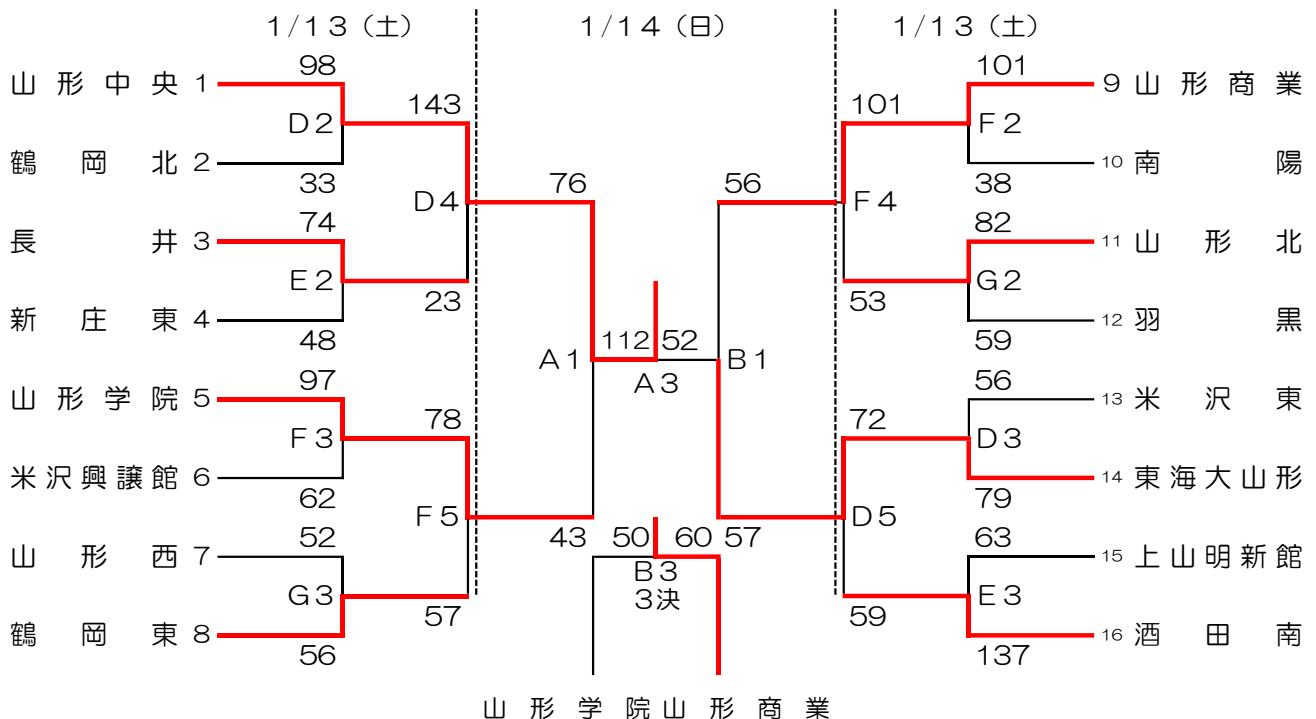 1/13（土） 1/14（日） 1/13（土）
98 101
山形中央 1 9 山形商業
143 101
D2 F2
鶴岡北 2 10 南陽
33 76 56 38
D4 F4
74 82
長井 3 11 山形北
E2 G2
23 53
新庄東 4 12 羽黒
48 112 52 59
A1 A3 B1
97 56
山形学院 5 13 米沢東
78 72
F3 D3
米沢興譲館 6 14 東海大山形
62 79
F5 D5
52 43 50 60 57 63
山形西 7 15 上山明新館
B3
G3 3決 E3
57 59
鶴岡東 8 16 酒田南
56 137
山形学院 山形商業